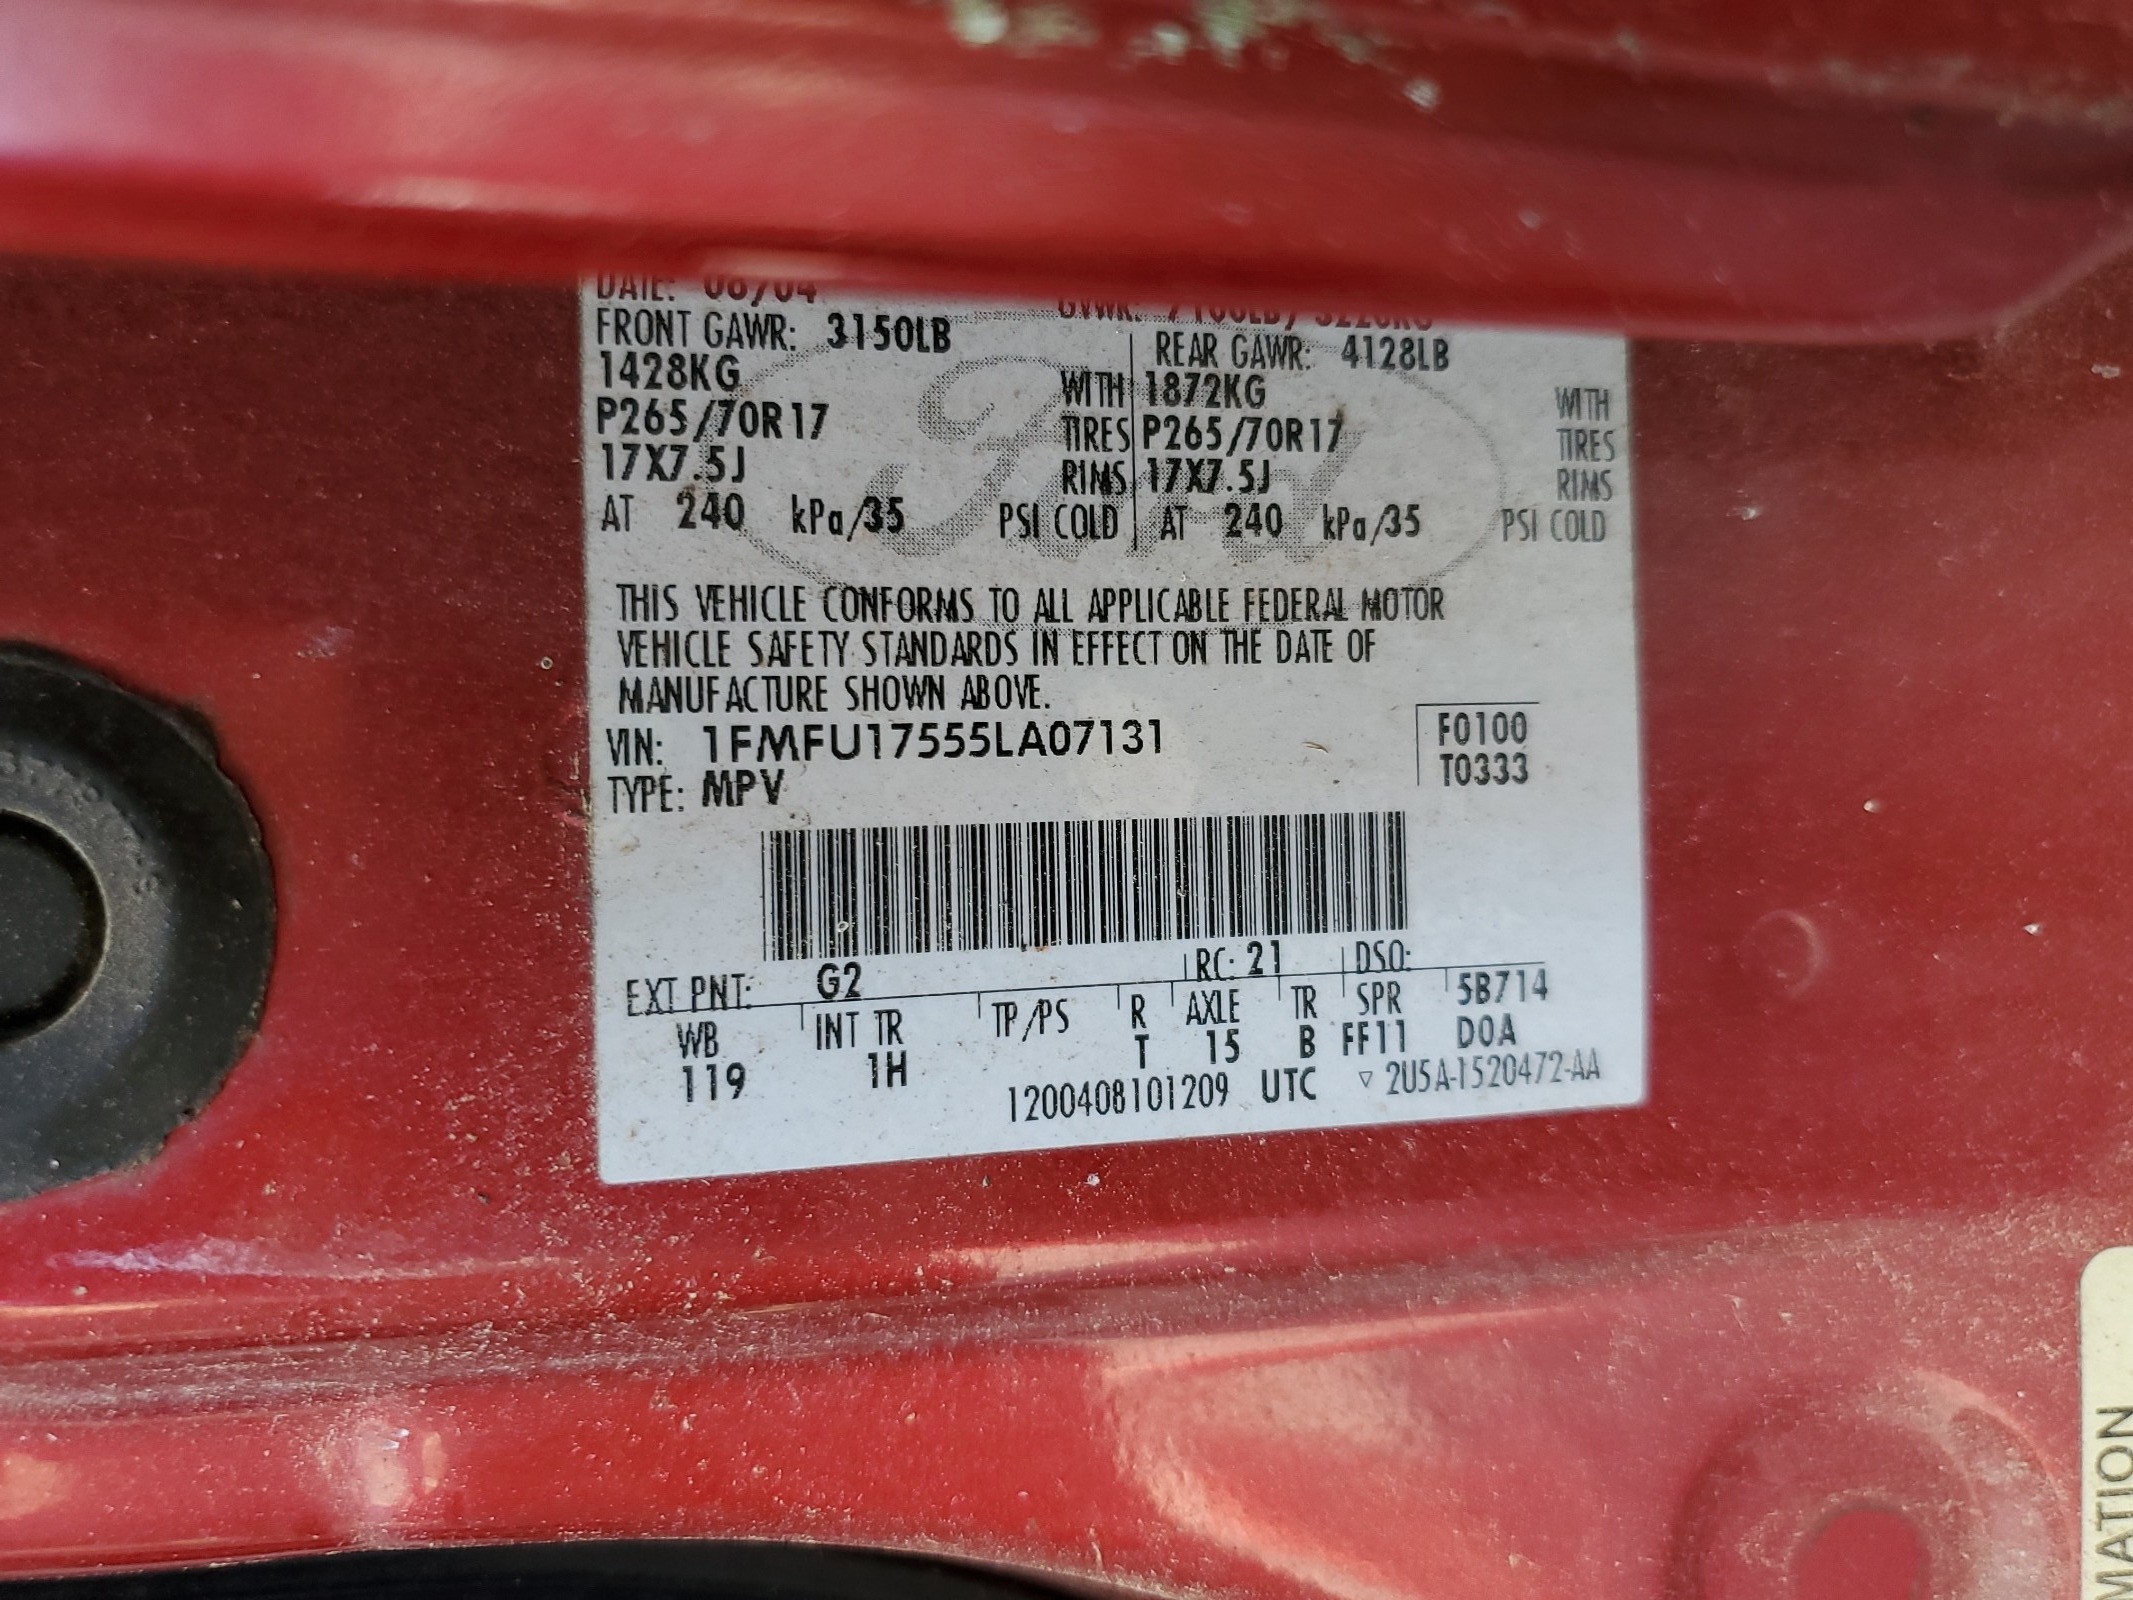 DATE: 08/04
FRONT GAWR: 3150LB REAR GAWR: 4128LB
1428KG WITH 1872KG WITH
P265/70R17 TIRES P265/70R17 TIRES
17X7.5J RIMS 17X7.5J RIMS
AT 240 kPa/35 PSI COLD AT 240 kPa/35 PSI COLD
THIS VEHICLE CONFORMS TO ALL APPLICABLE FEDERAL MOTOR
VEHICLE SAFETY STANDARDS IN EFFECT ON THE DATE OF
MANUFACTURE SHOWN ABOVE.
VIN: 1FMFU17555LA07131 F0100
TYPE: MPV T0333
EXT PNT: G2 RC: 21 DSO:
WB INT TR TP/PS R AXLE TR SPR 5B714
119 1H T 15 B FF11 DOA
1200408101209 UTC ▽ 2U5A-1520472-AA
MATION